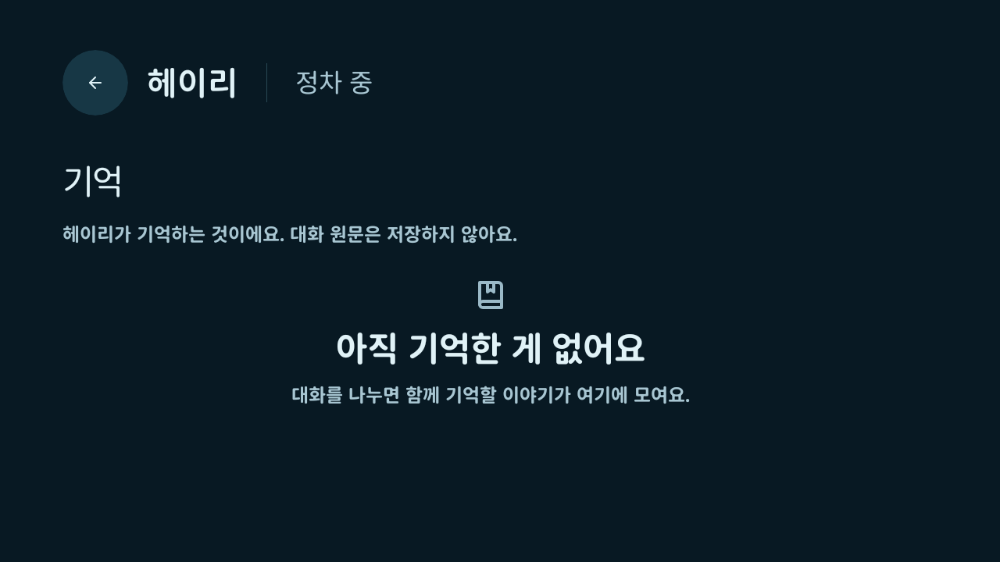 헤이리
정차 중
기억
헤이리가 기억하는 것이에요. 대화 원문은 저장하지 않아요.
아직 기억한 게 없어요
대화를 나누면 함께 기억할 이야기가 여기에 모여요.